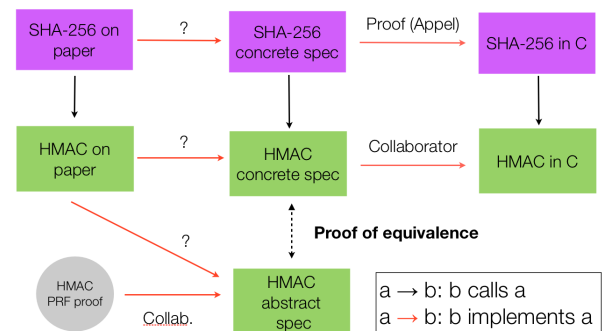 SHA-256 on
paper
?
SHA-256
concrete spec
Proof (Appel)
SHA-256 in C
HMAC on
paper
?
HMAC
concrete spec
Collaborator
HMAC in C
?
Proof of equivalence
HMAC
PRF proof
Collab.
HMAC
abstract
spec
a → b: b calls a
a → b: b implements a